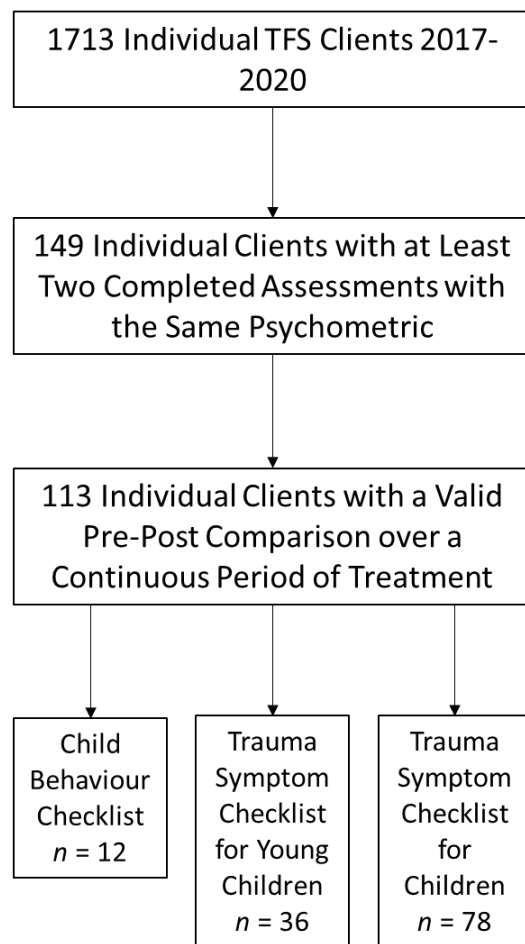 1713 Individual TFS Clients 2017-
2020
149 Individual Clients with at Least
Two Completed Assessments with
the Same Psychometric
113 Individual Clients with a Valid
Pre-Post Comparison over a
Continuous Period of Treatment
Child
Behaviour
Checklist
n = 12
Trauma
Symptom
Checklist
for Young
Children
n = 36
Trauma
Symptom
Checklist
for
Children
n = 78